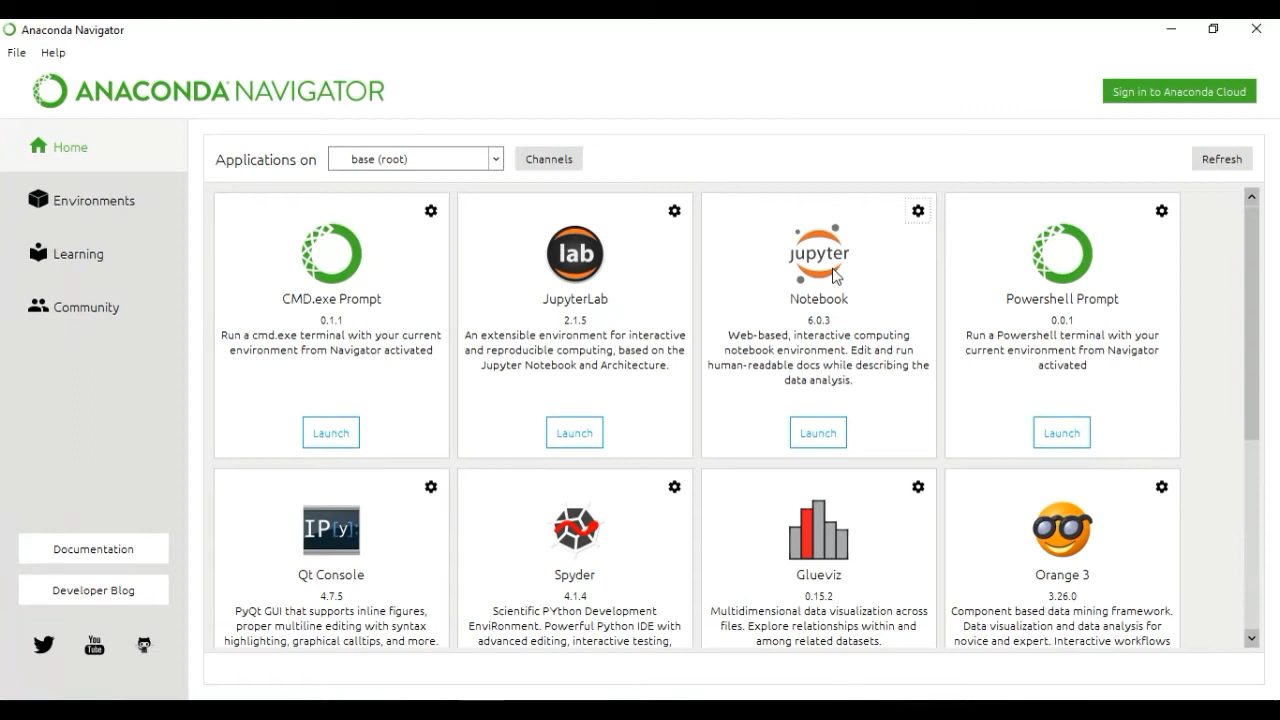 Anaconda Navigator
File Help
ANACONDA NAVIGATOR
Sign in to Anaconda Cloud
Home
Environments
Learning
Community
Documentation
Developer Blog
You
Tube
Applications on base (root) Channels Refresh
CMD.exe Prompt
0.1.1
Run a cmd.exe terminal with your current
environment from Navigator activated
Launch
lab
JupyterLab
2.1.5
An extensible environment for interactive
and reproducible computing, based on the
Jupyter Notebook and Architecture.
Launch
jupyter
Notebook
6.0.3
Web-based, interactive computing
notebook environment. Edit and run
human-readable docs while describing the
data analysis.
Launch
Powershell Prompt
0.0.1
Run a Powershell terminal with your
current environment from Navigator
activated
Launch
IP[y]:
Qt Console
4.7.5
PyQt GUI that supports inline figures,
proper multiline editing with syntax
highlighting, graphical calltips, and more.
Spyder
4.1.4
Scientific PYthon Development
EnviRonment. Powerful Python IDE with
advanced editing, interactive testing,
Glueviz
0.15.2
Multidimensional data visualization across
files. Explore relationships within and
among related datasets.
Orange 3
3.26.0
Component based data mining framework.
Data visualization and data analysis for
novice and expert. Interactive workflows